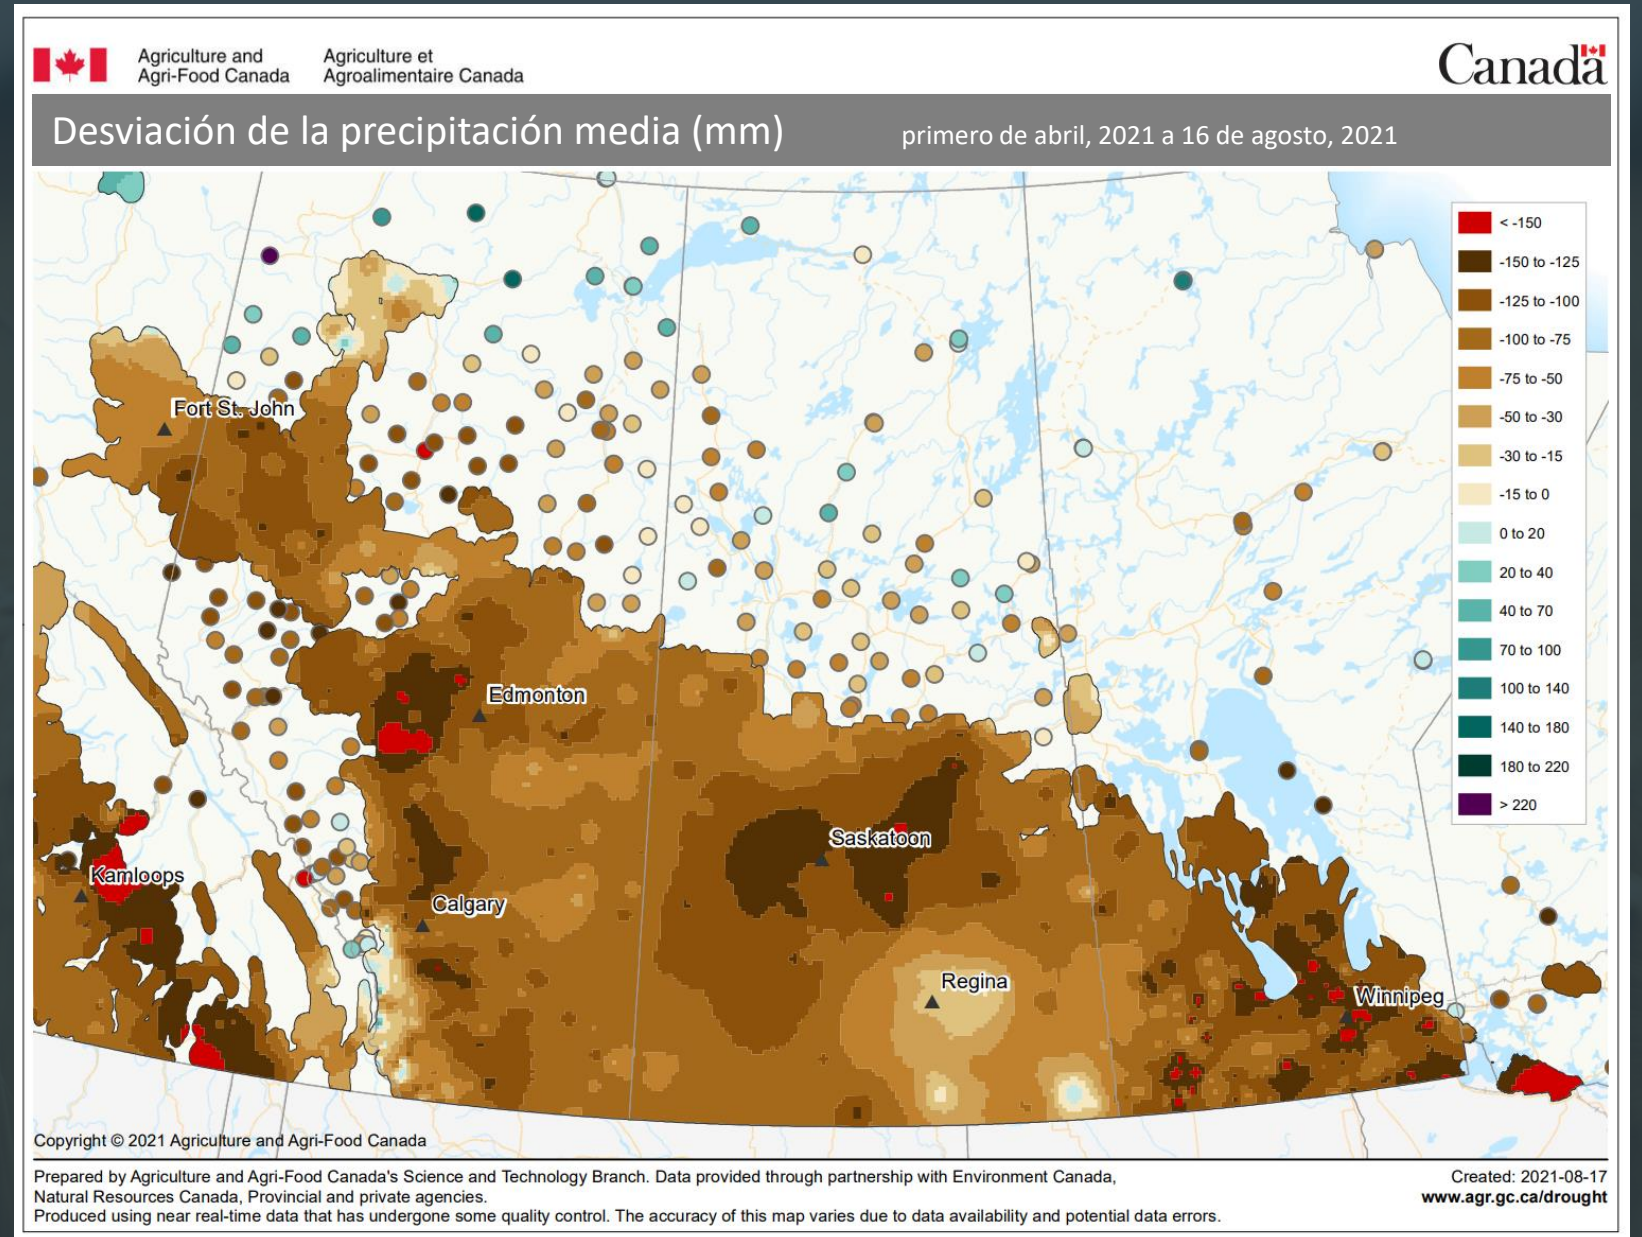 Agriculture and
Agri-Food Canada
Agriculture et
Agroalimentaire Canada
Canada
Desviación de la precipitación media (mm)
primero de abril, 2021 a 16 de agosto, 2021
< -150
-150 to -125
-125 to -100
-100 to -75
-75 to -50
-50 to -30
-30 to -15
-15 to 0
0 to 20
20 to 40
40 to 70
70 to 100
100 to 140
140 to 180
180 to 220
> 220
Fort St. John
Edmonton
Saskatoon
Kamloops
Calgary
Regina
Winnipeg
Copyright © 2021 Agriculture and Agri-Food Canada
Prepared by Agriculture and Agri-Food Canada's Science and Technology Branch. Data provided through partnership with Environment Canada,
Natural Resources Canada, Provincial and private agencies.
Produced using near real-time data that has undergone some quality control. The accuracy of this map varies due to data availability and potential data errors.
Created: 2021-08-17
www.agr.gc.ca/drought